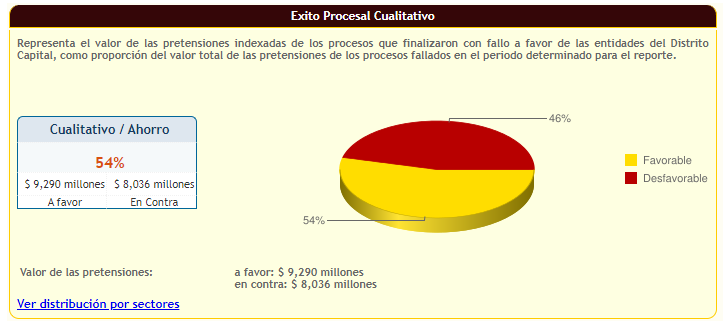 Exito Procesal Cualitativo
Representa el valor de las pretensiones indexadas de los procesos que finalizaron con fallo a favor de las entidades del Distrito
Capital, como proporción del valor total de las pretensiones de los procesos fallados en el periodo determinado para el reporte.
Cualitativo / Ahorro
54%
$ 9,290 millones $ 8,036 millones
A favor En Contra
46%
Favorable
Desfavorable
54%
Valor de las pretensiones: a favor: $ 9,290 millones
en contra: $ 8,036 millones
Ver distribución por sectores